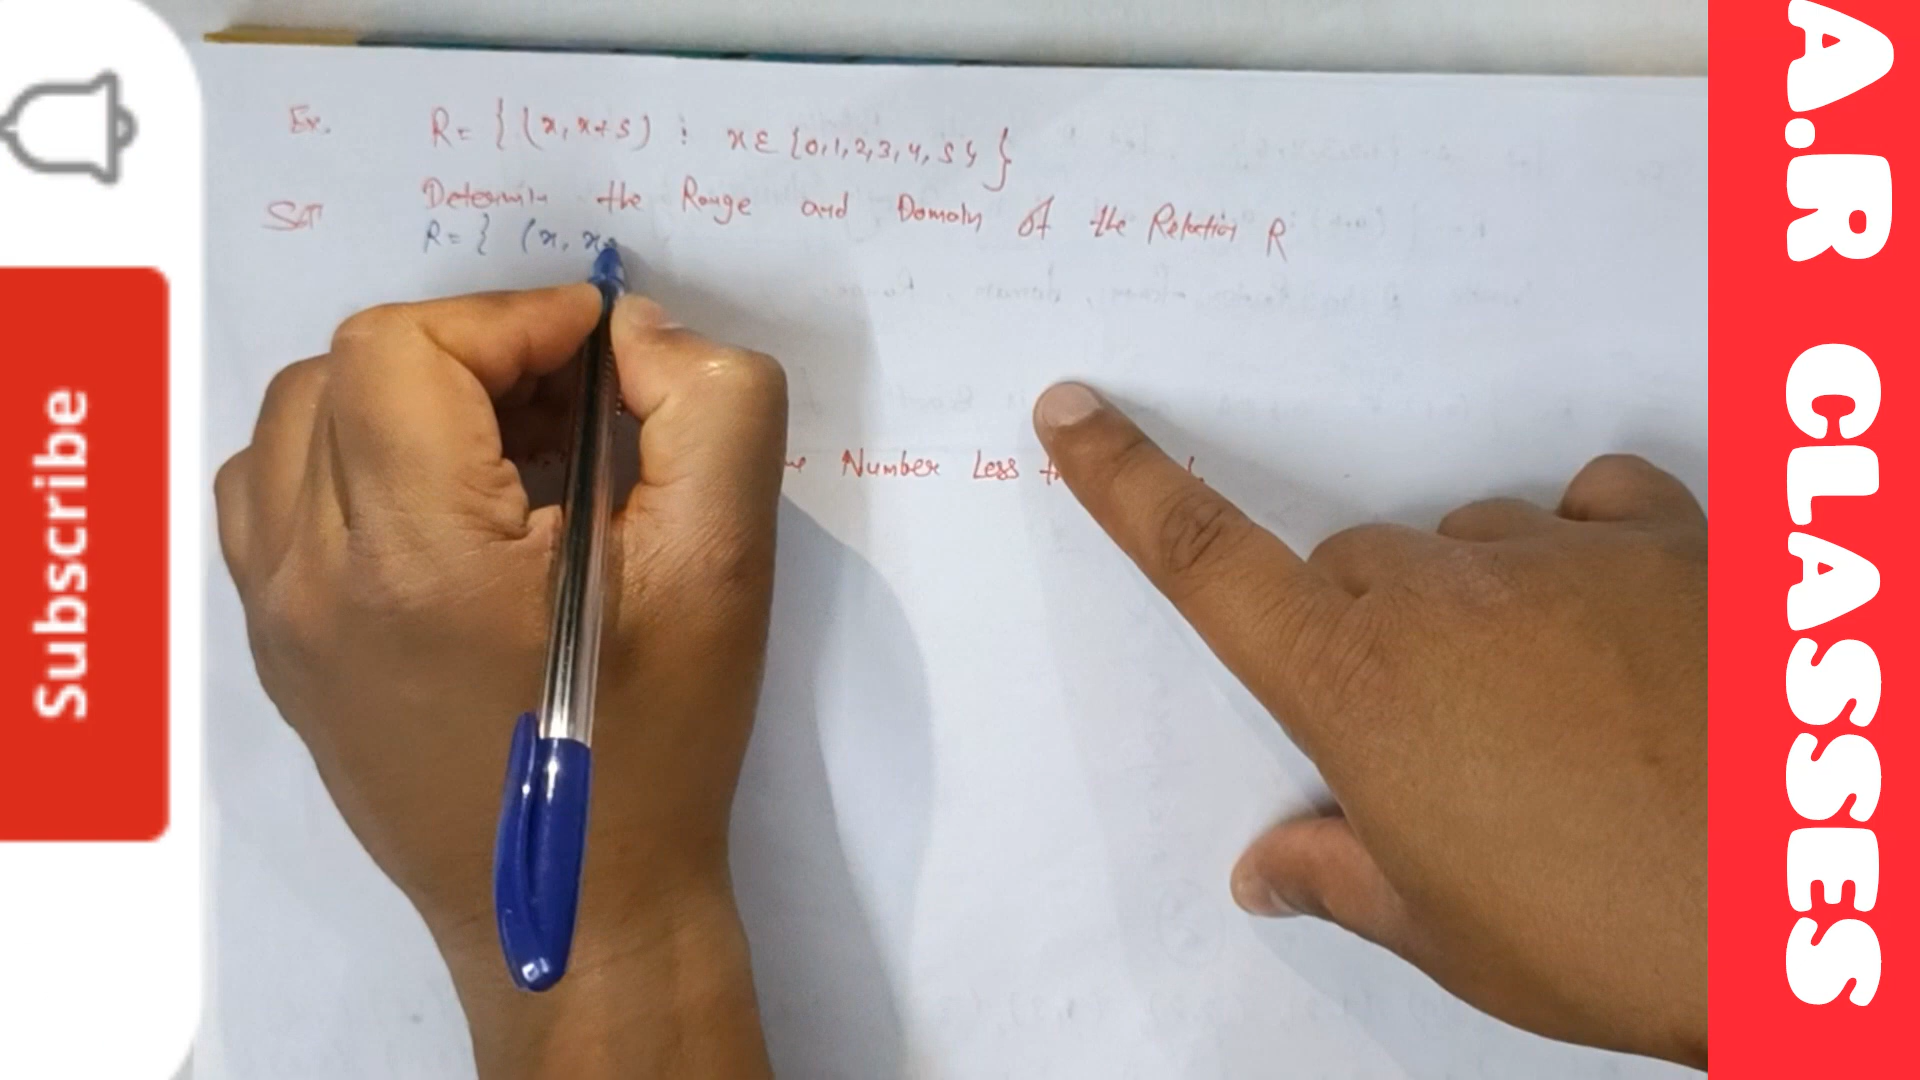 Ex. R = { (x, x+5) : x ε {0,1,2,3,4,5} }
Determin the Range and Domain of the Relation R
Sol
R = { (x, x
Number Less
Subscribe
A.R CLASSES